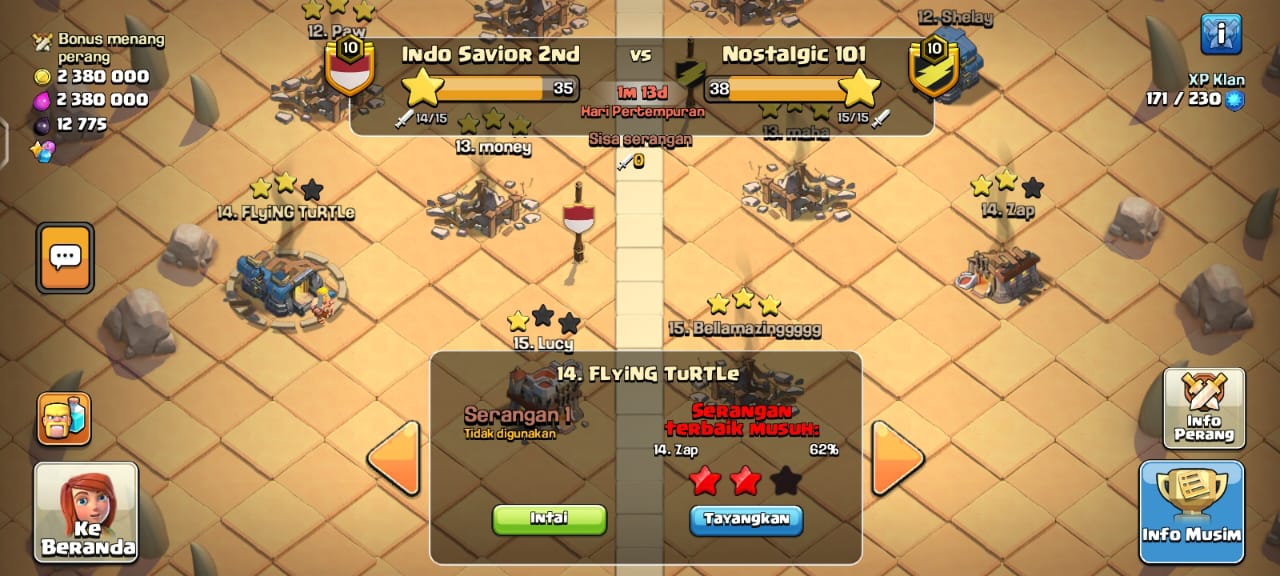 12. Paw
12. Shelay
Bonus menang
perang
2 380 000
2 380 000
12 775
10
Indo Savior 2nd
vs
Nostalgic 101
10
35
1m 13d
38
Hari Pertempuran
14/15
15/15
Sisa serangan
0
XP Klan
171 / 230
13. money
13. maha
14. FLyiNG TuRTLe
14. Zap
15. Lucy
15. Bellamazinggggg
14. FLyiNG TuRTLe
Serangan 1
Tidak digunakan
Serangan
terbaik musuh:
14. Zap
62%
Intai
Tayangkan
Info
Perang
Ke
Beranda
Info Musim